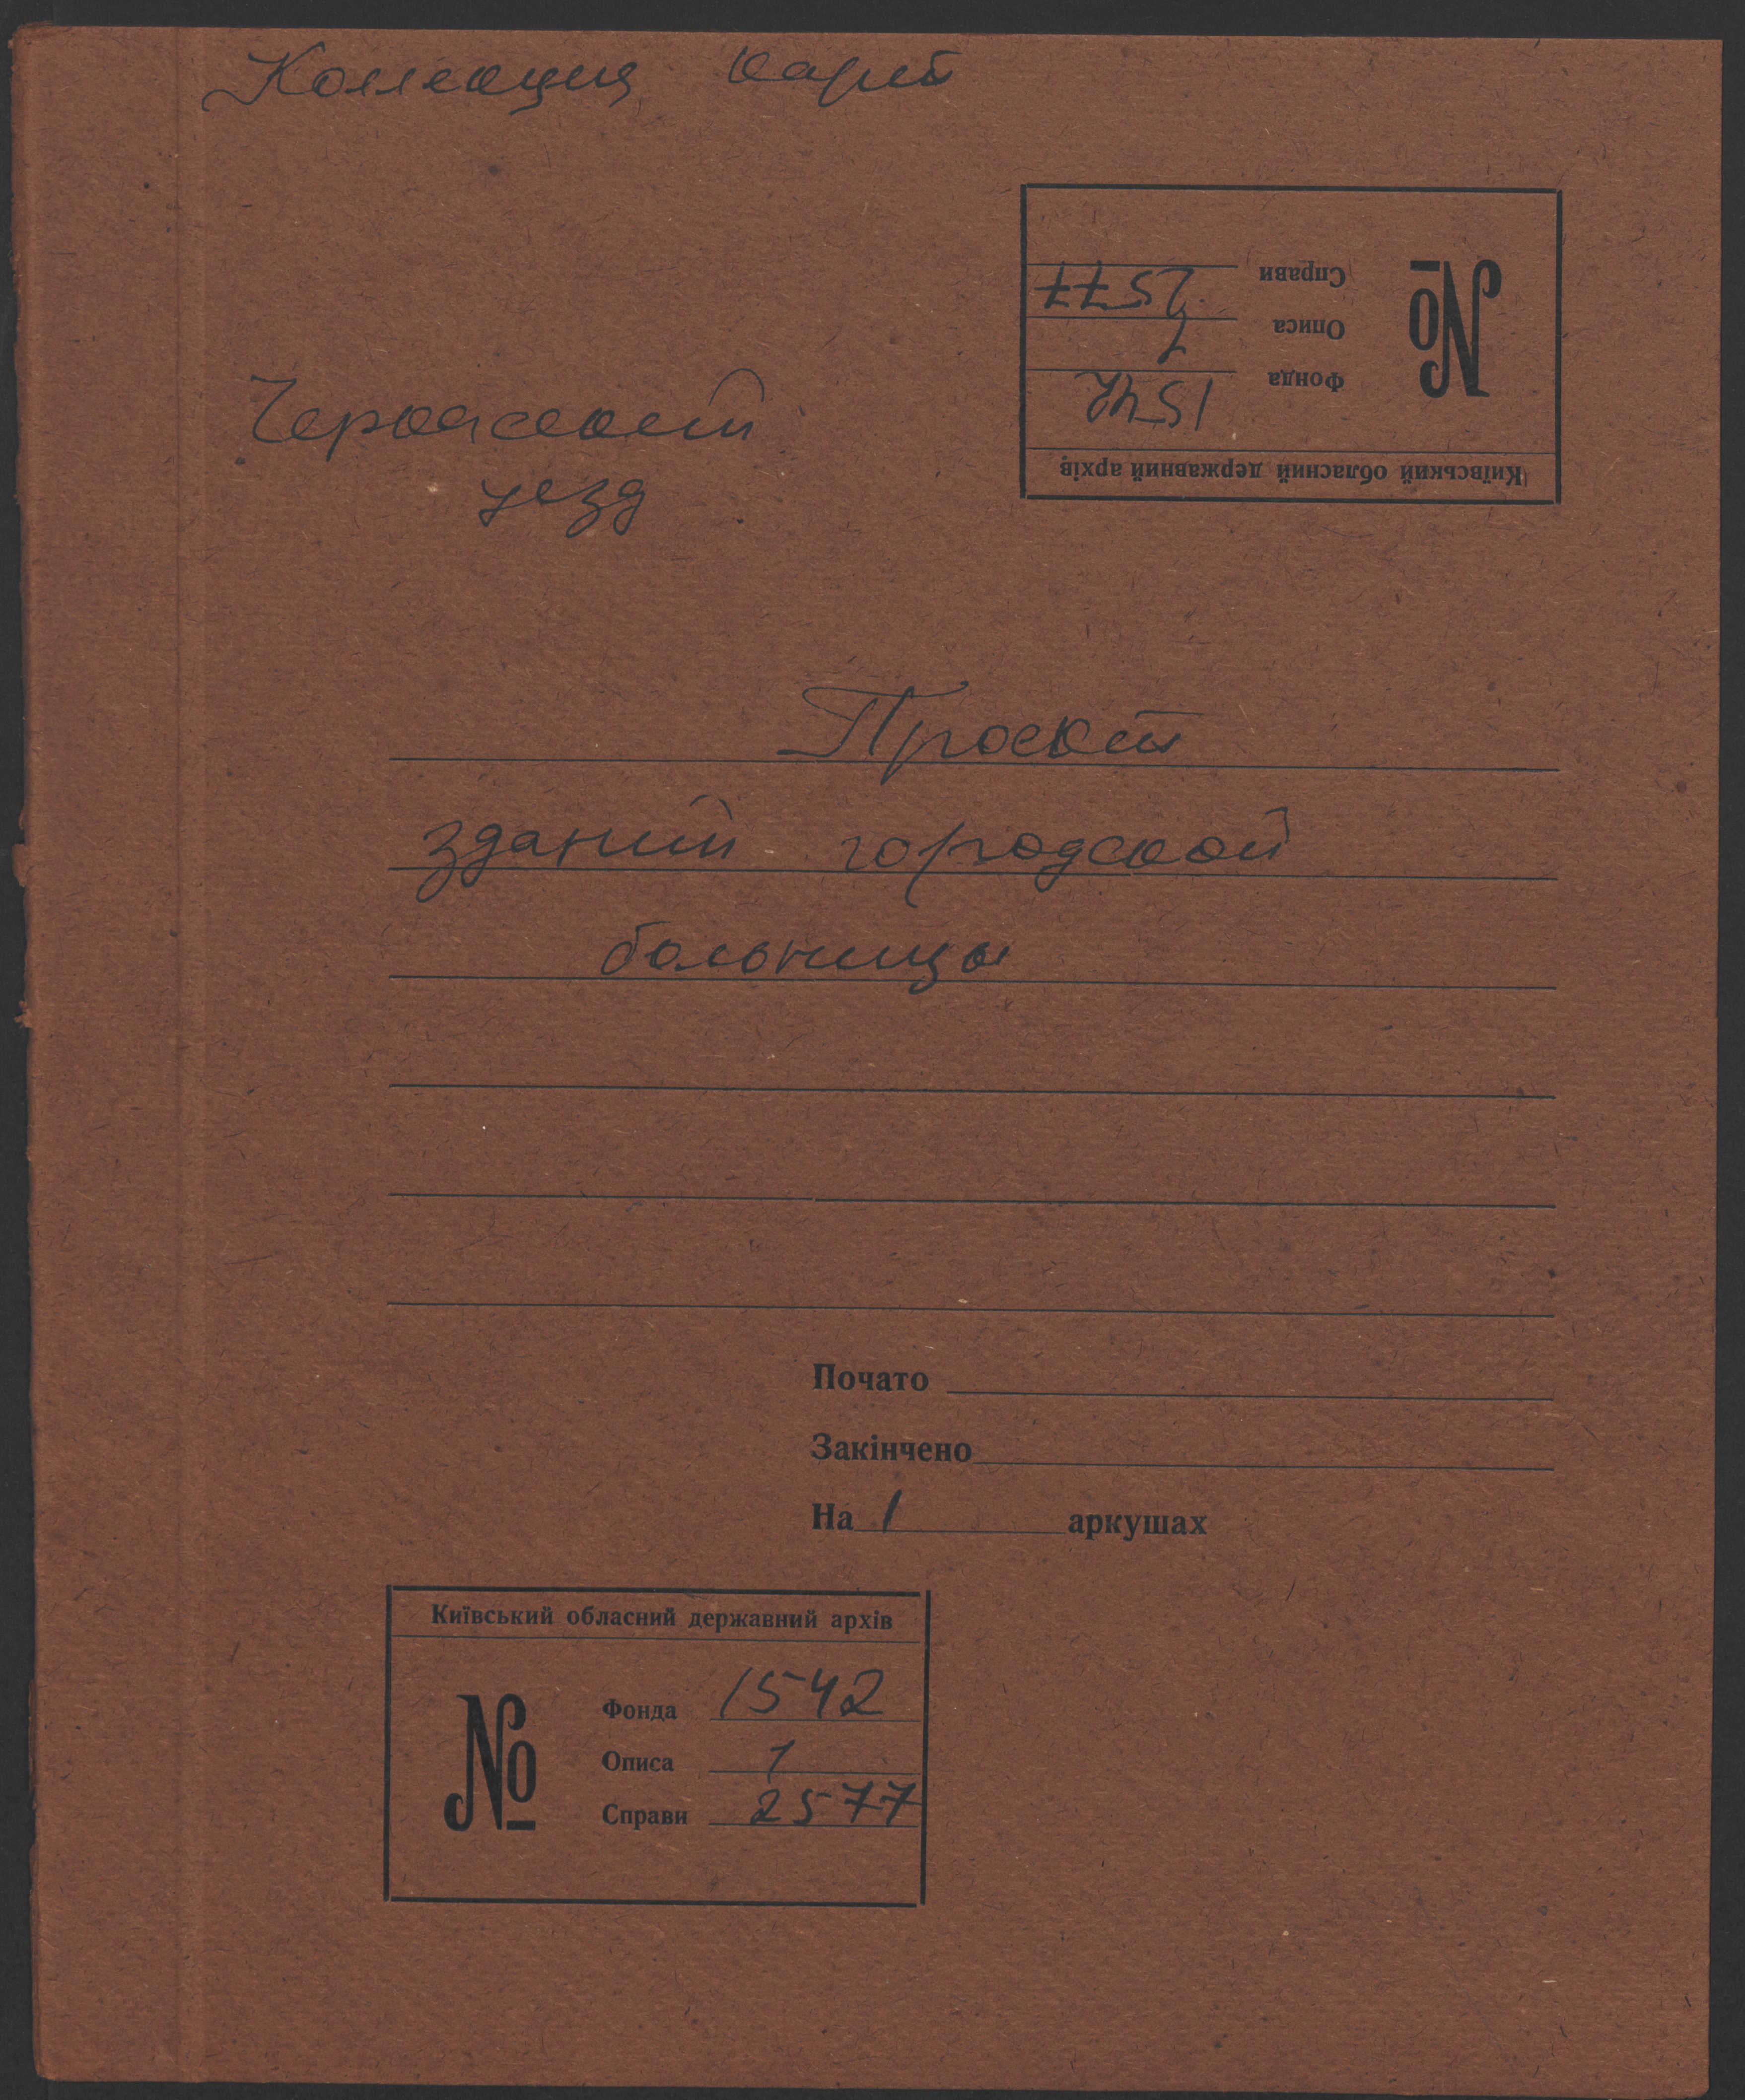 Коллекция карт
Справи 2577
Описа 1
Фонда 1542
Київський обласний державний архів
№
Черкасский
уезд
Проект
зданий городской
больницы
Почато
Закінчено
На 1 аркушах
Київський обласний державний архів
№
Фонда 1542
Описа 1
Справи 2577